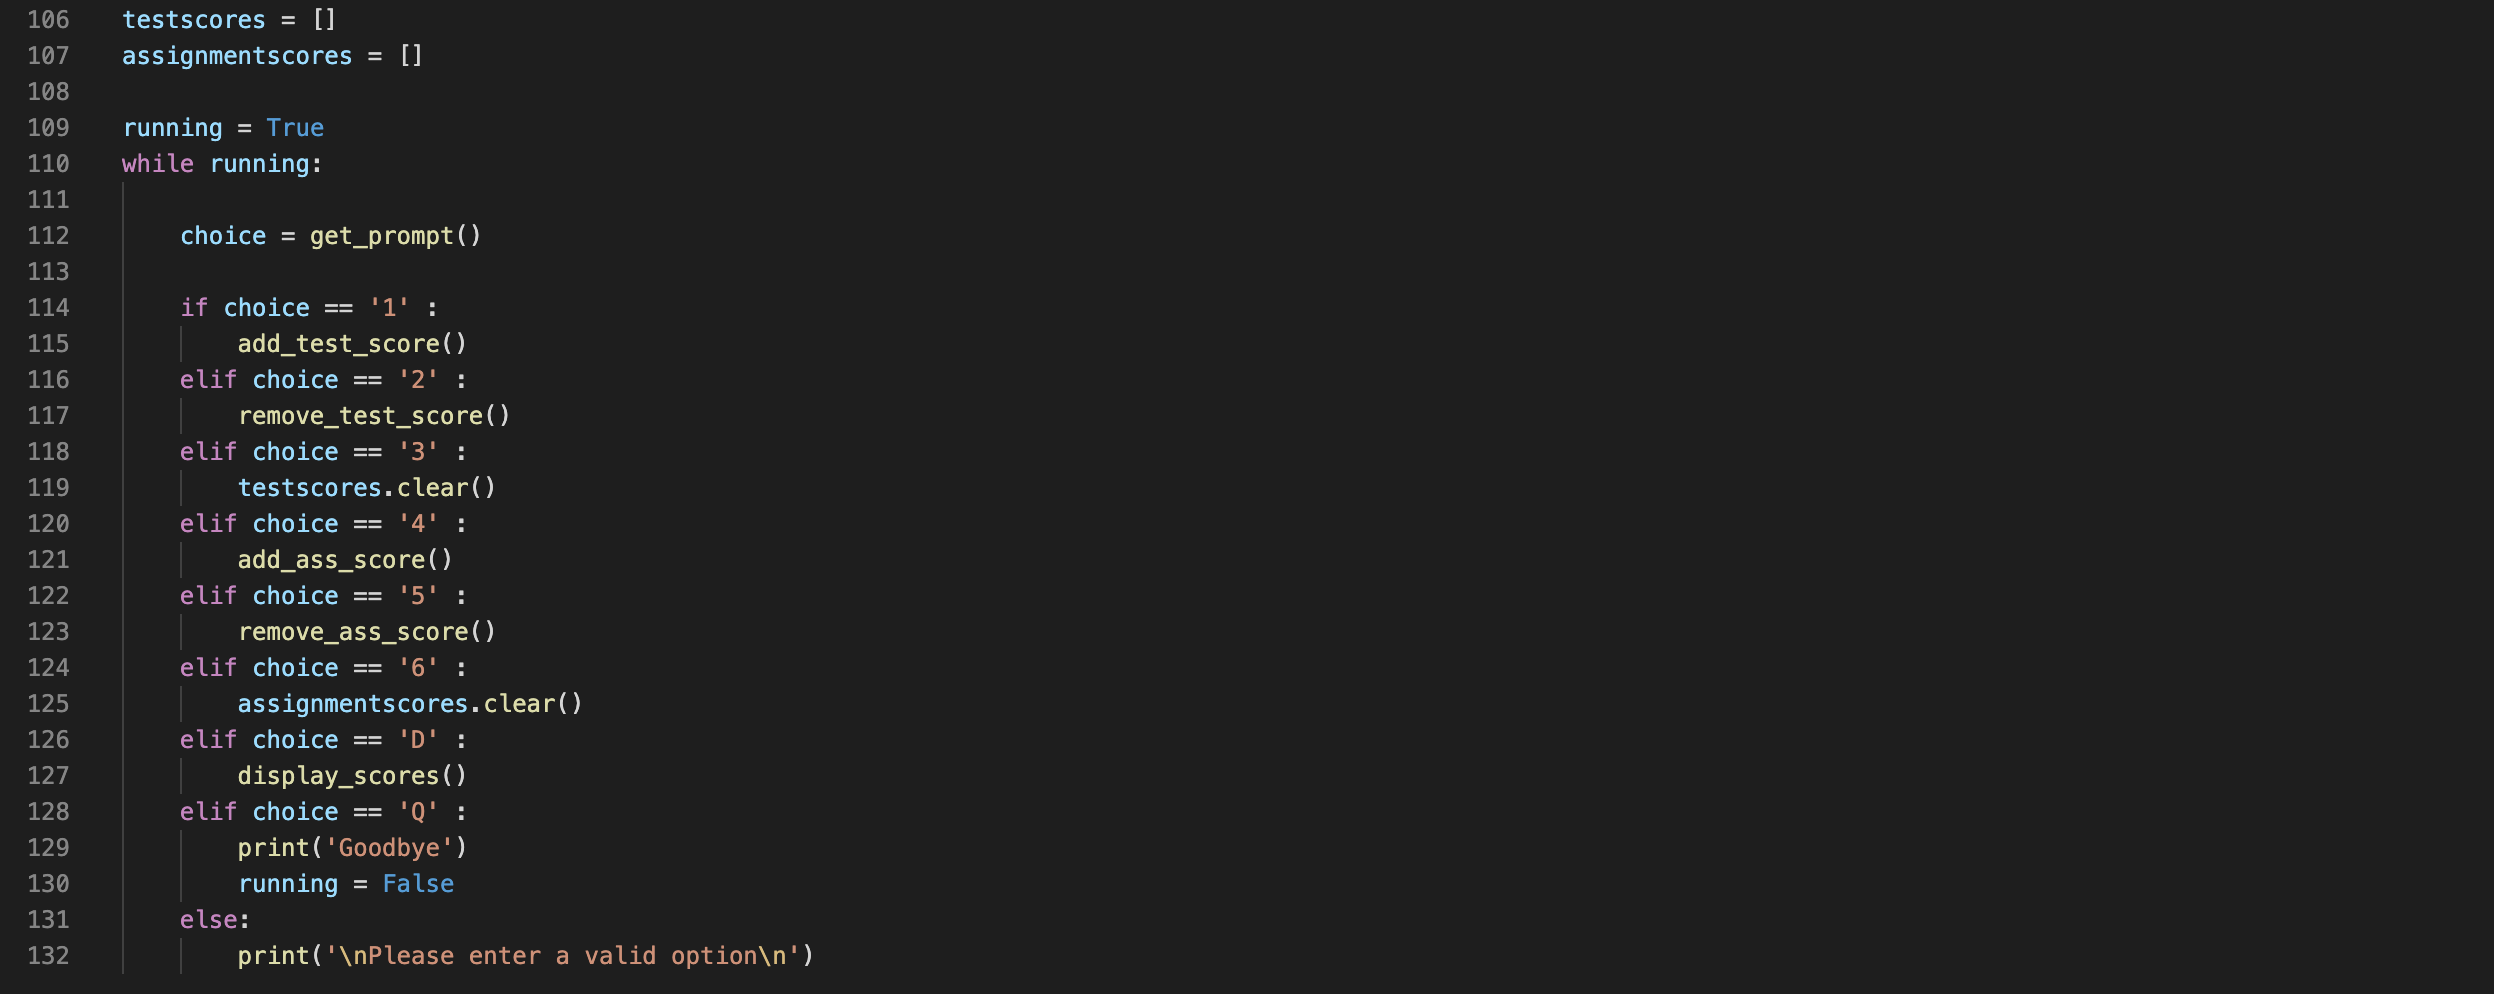 106 testscores = []
107 assignmentscores = []
108
109 running = True
110 while running:
111
112     choice = get_prompt()
113
114     if choice == '1' :
115         add_test_score()
116     elif choice == '2' :
117         remove_test_score()
118     elif choice == '3' :
119         testscores.clear()
120     elif choice == '4' :
121         add_ass_score()
122     elif choice == '5' :
123         remove_ass_score()
124     elif choice == '6' :
125         assignmentscores.clear()
126     elif choice == 'D' :
127         display_scores()
128     elif choice == 'Q' :
129         print('Goodbye')
130         running = False
131     else:
132         print('\nPlease enter a valid option\n')